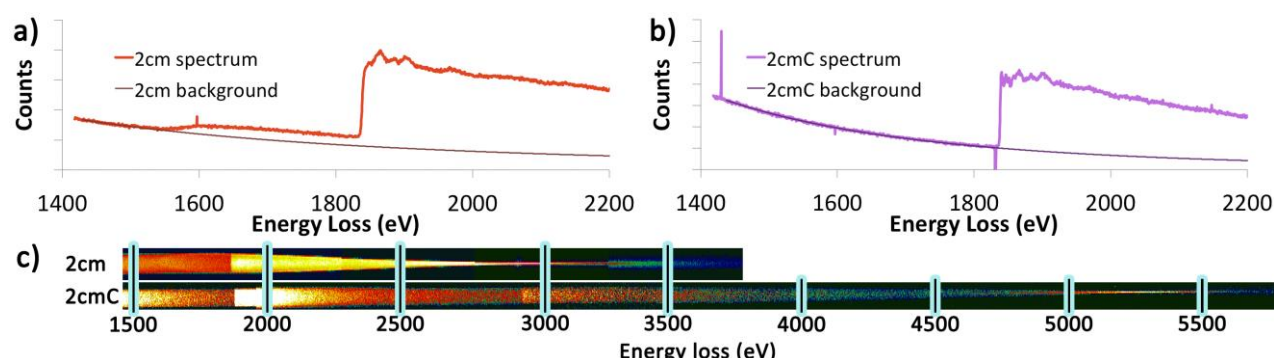 a)
Counts
2cm spectrum
2cm background
1400 1600 1800 2000 2200
Energy Loss (eV)
b)
Counts
2cmC spectrum
2cmC background
1400 1600 1800 2000 2200
Energy Loss (eV)
c)
2cm
2cmC
1500 2000 2500 3000 3500 4000 4500 5000 5500
Energy loss (eV)